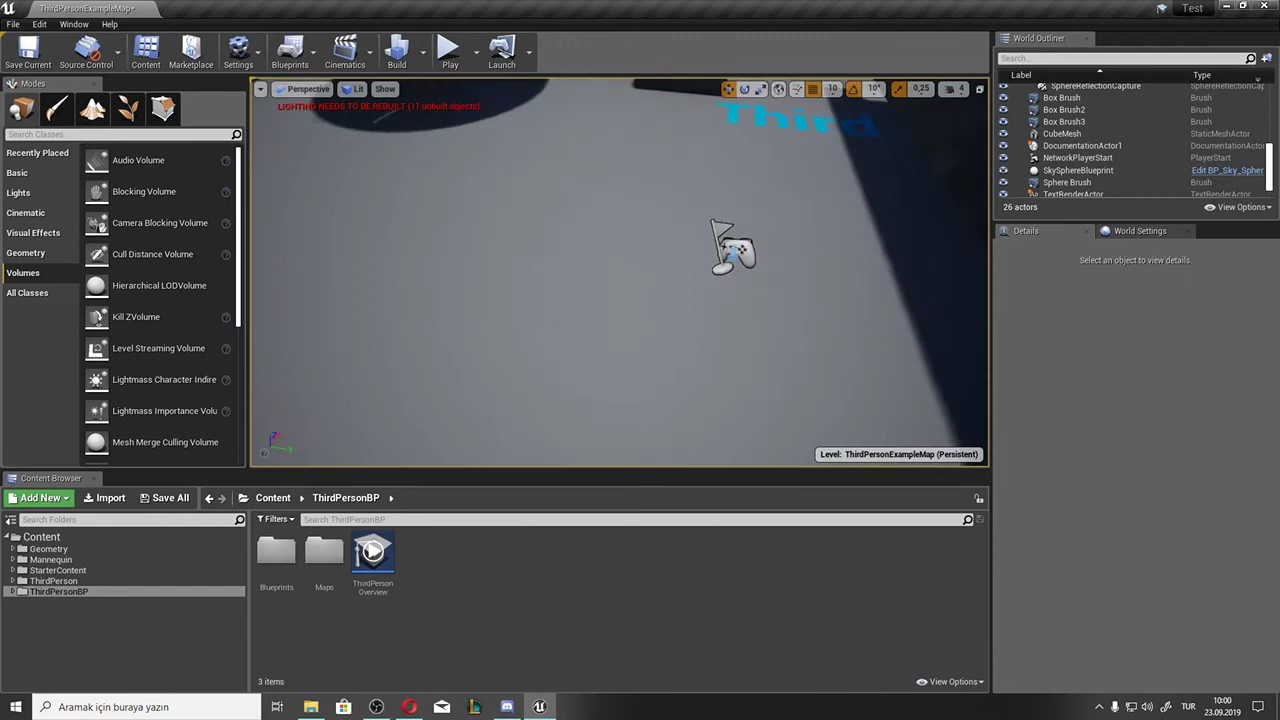 ThirdPersonExampleMap*
Test
File Edit Window Help
Save Current
Source Control
Content
Marketplace
Settings
Blueprints
Cinematics
Build
Play
Launch
Modes
Search Classes
Recently Placed
Basic
Lights
Cinematic
Visual Effects
Geometry
Volumes
All Classes
Audio Volume
Blocking Volume
Camera Blocking Volume
Cull Distance Volume
Hierarchical LODVolume
Kill ZVolume
Level Streaming Volume
Lightmass Character Indire
Lightmass Importance Volu
Mesh Merge Culling Volume
Perspective Lit Show
10 10° 0,25 4
LIGHTING NEEDS TO BE REBUILT (11 unbuilt objects)
Third
Level: ThirdPersonExampleMap (Persistent)
World Outliner
Search...
Label Type
SphereReflectionCapture SphereReflectionCap
Box Brush Brush
Box Brush2 Brush
Box Brush3 Brush
CubeMesh StaticMeshActor
DocumentationActor1 DocumentationActor
NetworkPlayerStart PlayerStart
SkySphereBlueprint Edit BP_Sky_Spher
Sphere Brush Brush
TextRenderActor TextRenderActor
26 actors View Options
Details World Settings
Select an object to view details.
Content Browser
Add New Import Save All Content ThirdPersonBP
Search Folders
Filters Search ThirdPersonBP
Content
Geometry
Mannequin
StarterContent
ThirdPerson
ThirdPersonBP
Blueprints
Maps
ThirdPerson
Overview
3 items View Options
Aramak için buraya yazın
TUR
10:00
23.09.2019